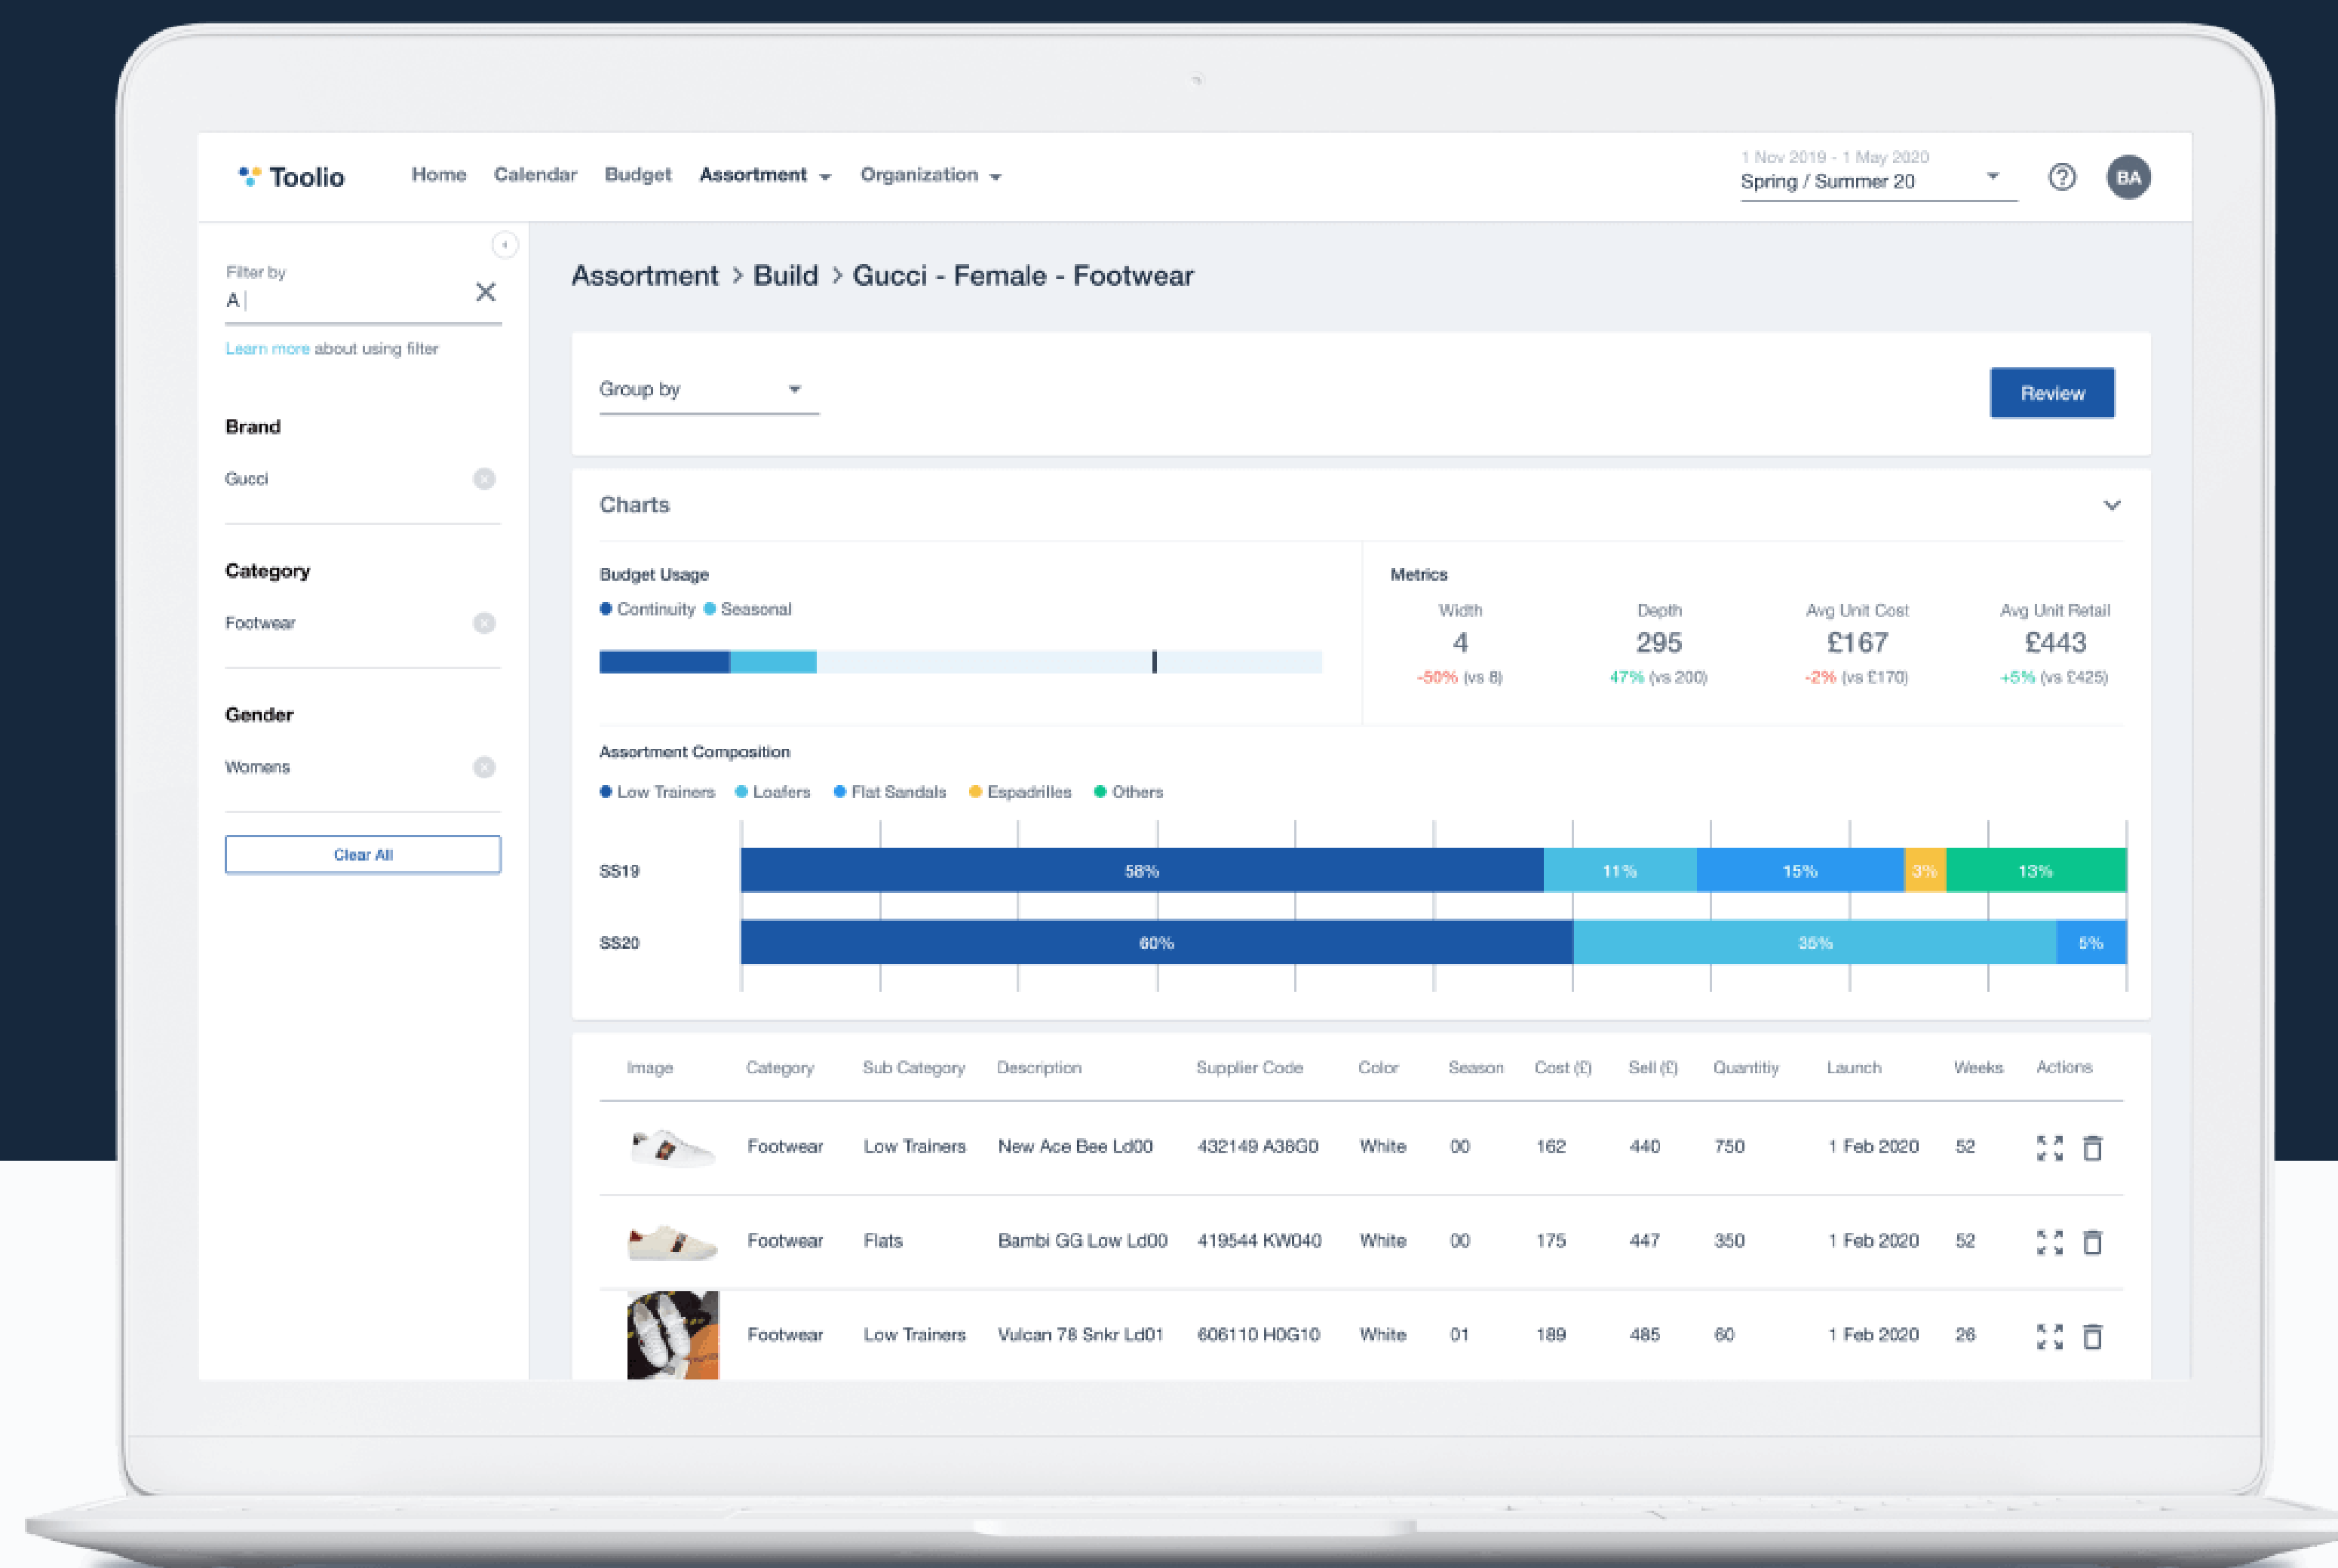 Toolio Home Calendar Budget Assortment Organization
1 Nov 2019 - 1 May 2020
Spring / Summer 20
BA
Filter by
A
Learn more about using filter
Brand
Gucci
Category
Footwear
Gender
Womens
Clear All
Assortment > Build > Gucci - Female - Footwear
Group by
Review
Charts
Budget Usage
Continuity Seasonal
Metrics
Width Depth Avg Unit Cost Avg Unit Retail
4 295 £167 £443
-50% (vs 8) 47% (vs 200) -2% (vs £170) +5% (vs £425)
Assortment Composition
Low Trainers Loafers Flat Sandals Espadrilles Others
SS19 58% 11% 15% 3% 13%
SS20 60% 35% 5%
Image Category Sub Category Description Supplier Code Color Season Cost (£) Sell (£) Quantitiy Launch Weeks Actions
Footwear Low Trainers New Ace Bee Ld00 432149 A38G0 White 00 162 440 750 1 Feb 2020 52
Footwear Flats Bambi GG Low Ld00 419544 KW040 White 00 175 447 350 1 Feb 2020 52
Footwear Low Trainers Vulcan 78 Snkr Ld01 606110 H0G10 White 01 189 485 60 1 Feb 2020 26